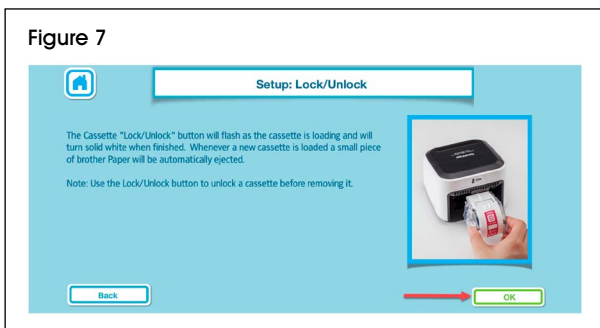 Figure 7
Setup: Lock/Unlock
The Cassette "Lock/Unlock" button will flash as the cassette is loading and will
turn solid white when finished. Whenever a new cassette is loaded a small piece
of brother Paper will be automatically ejected.
Note: Use the Lock/Unlock button to unlock a cassette before removing it.
Back
OK